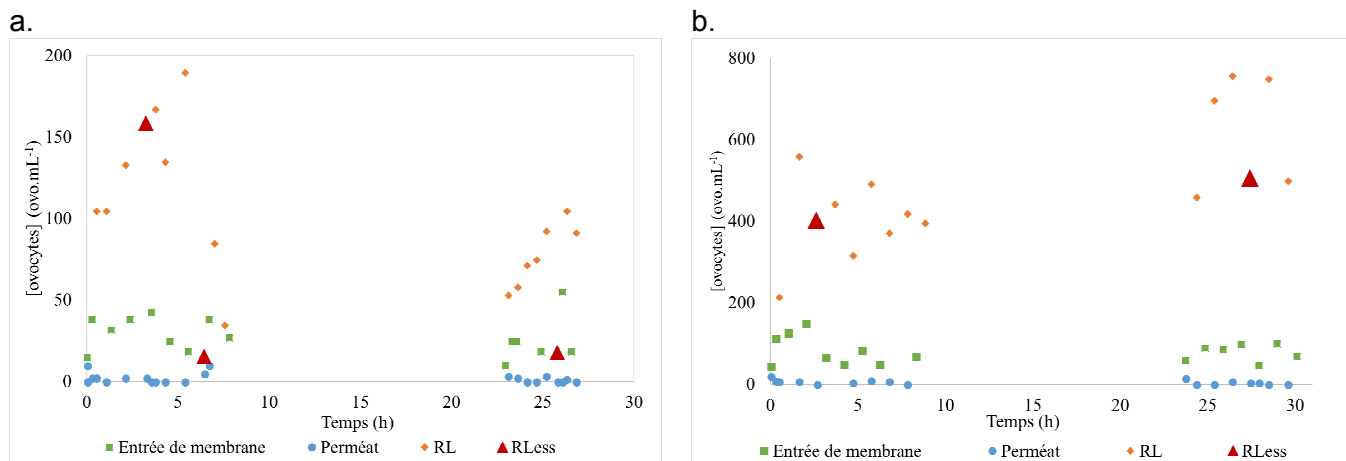 a.
200
150
100
50
0
[ovocytes] (ovo.mL⁻¹)
0 5 10 15 20 25 30
Temps (h)
Entrée de membrane Perméat RL RLess
b.
800
600
400
200
0
[ovocytes] (ovo.mL⁻¹)
0 5 10 15 20 25 30
Temps (h)
Entrée de membrane Perméat RL RLess